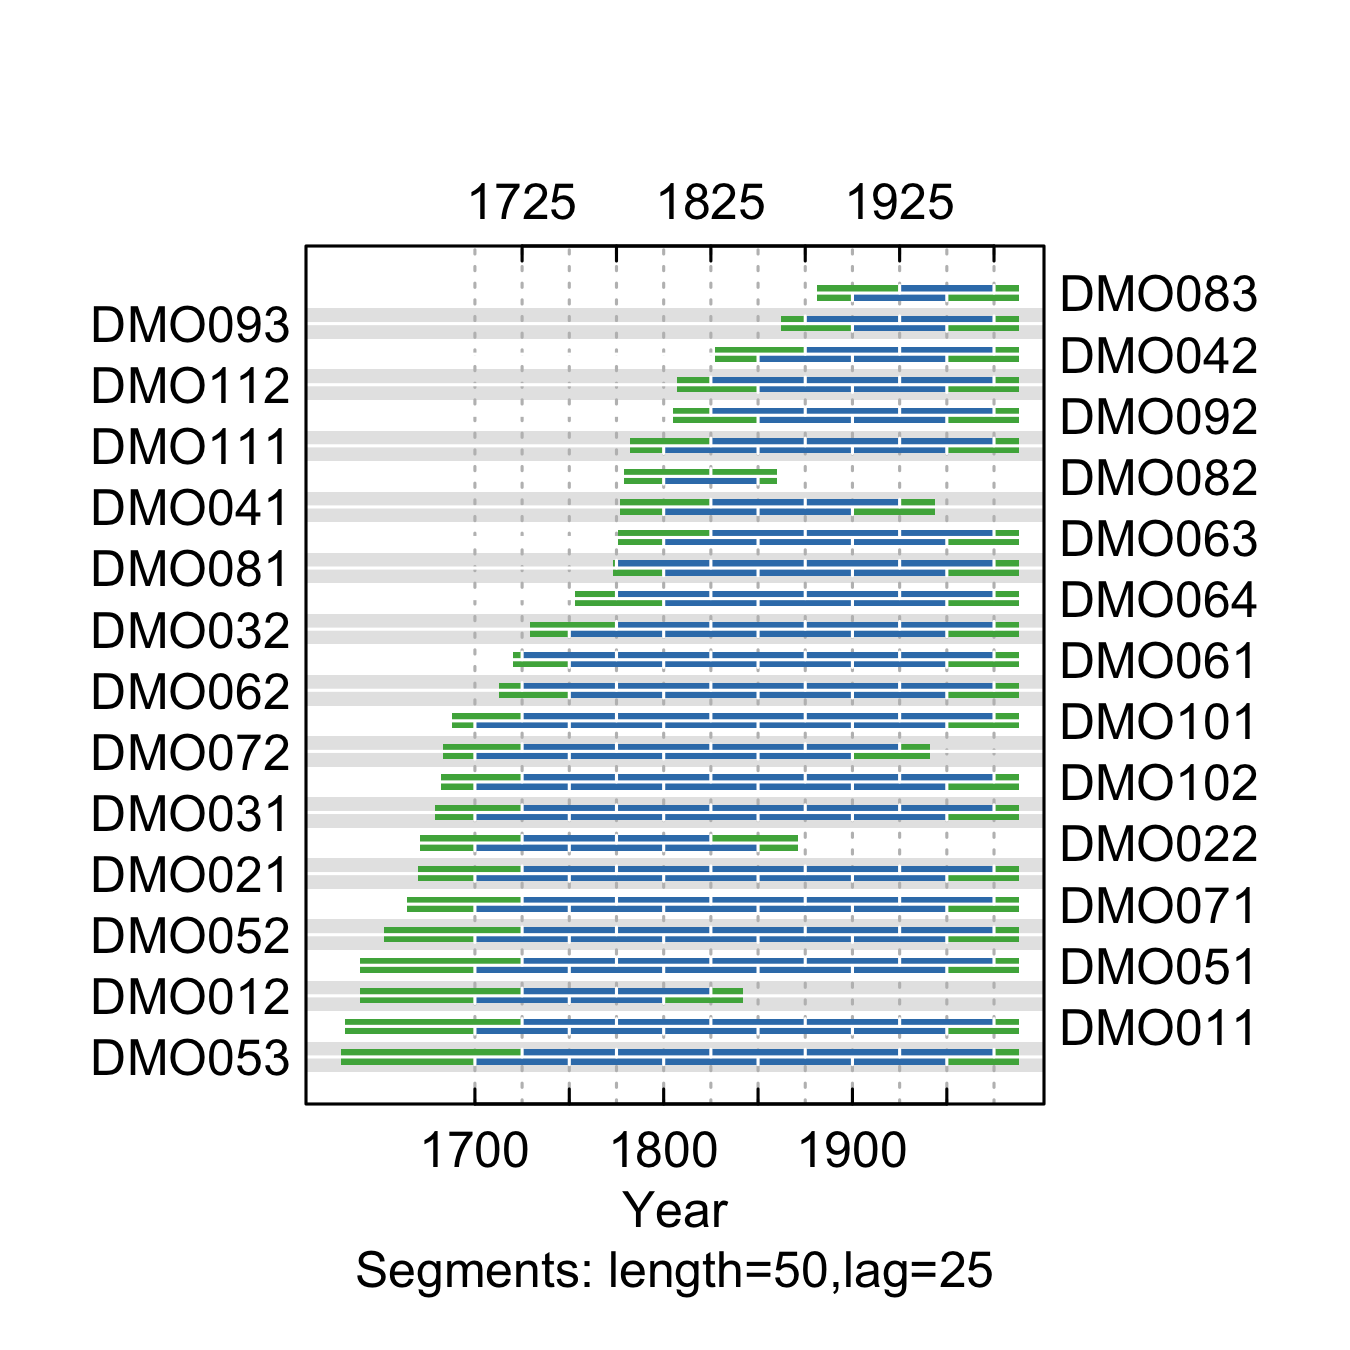 1725 1825 1925
DMO083
DMO093
DMO042
DMO112
DMO092
DMO111
DMO082
DMO041
DMO063
DMO081
DMO064
DMO032
DMO061
DMO062
DMO101
DMO072
DMO102
DMO031
DMO022
DMO021
DMO071
DMO052
DMO051
DMO012
DMO011
DMO053
1700 1800 1900
Year
Segments: length=50,lag=25